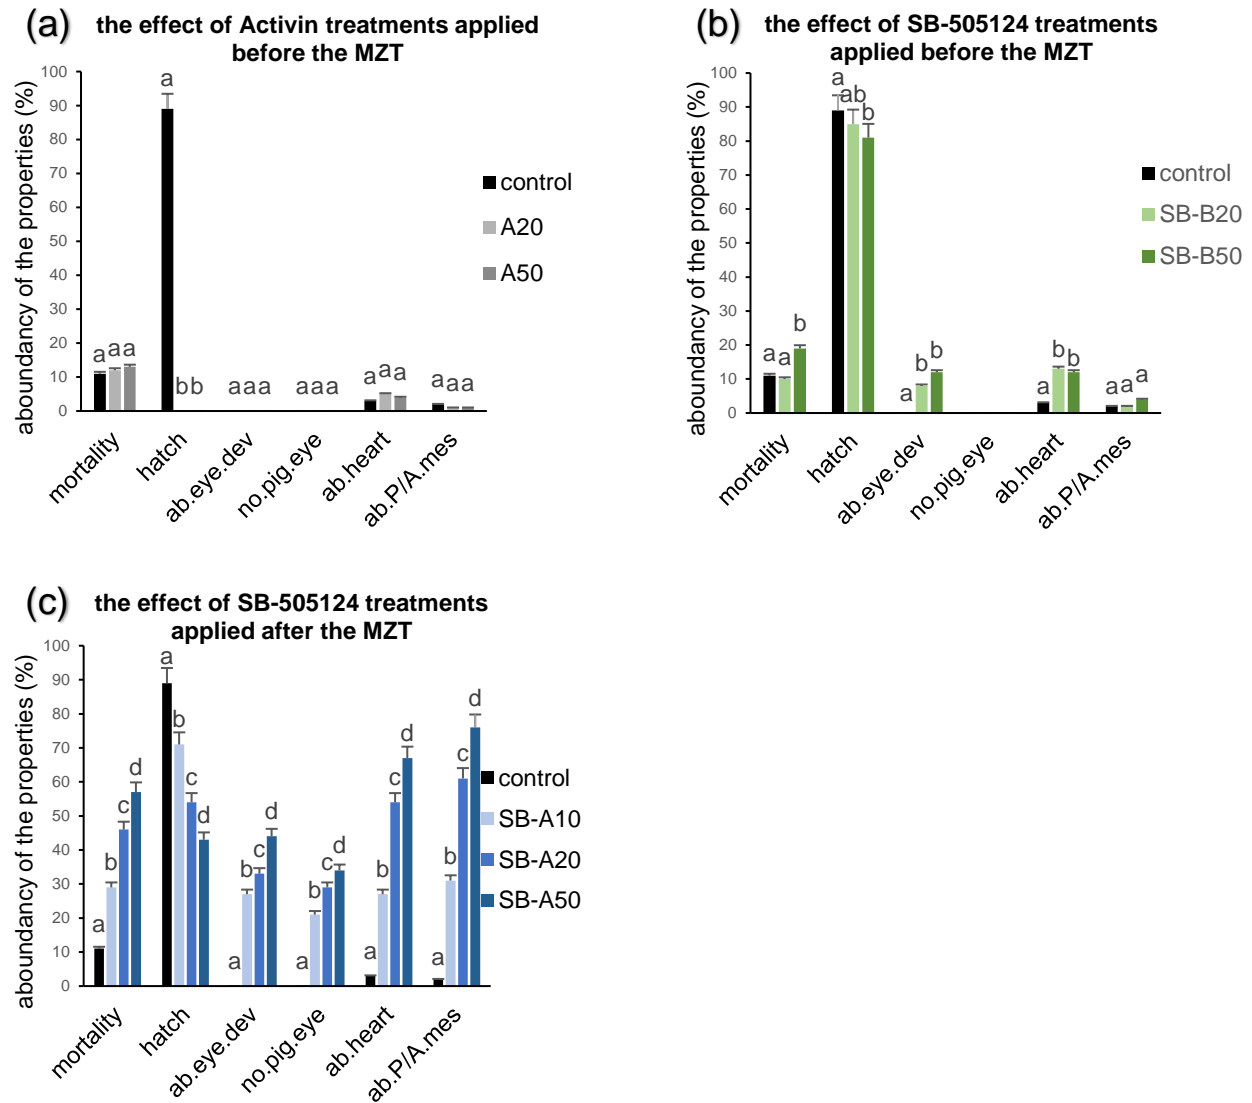 (a) the effect of Activin treatments applied
before the MZT
aboundancy of the properties (%)
100
90
80
70
60
50
40
30
20
10
0
a a a
a
b b
a a a
a a a
a a a
a a a
mortality
hatch
ab.eye.dev
no.pig.eye
ab.heart
ab.P/A.mes
control
A20
A50
(b) the effect of SB-505124 treatments
applied before the MZT
aboundancy of the properties (%)
100
90
80
70
60
50
40
30
20
10
0
a a b
a ab b
a b b
a b b
a a a
mortality
hatch
ab.eye.dev
no.pig.eye
ab.heart
ab.P/A.mes
control
SB-B20
SB-B50
(c) the effect of SB-505124 treatments
applied after the MZT
aboundancy of the properties (%)
100
90
80
70
60
50
40
30
20
10
0
a b c d
a b c d
a b c d
a b c d
a b c d
a b c d
mortality
hatch
ab.eye.dev
no.pig.eye
ab.heart
ab.P/A.mes
control
SB-A10
SB-A20
SB-A50